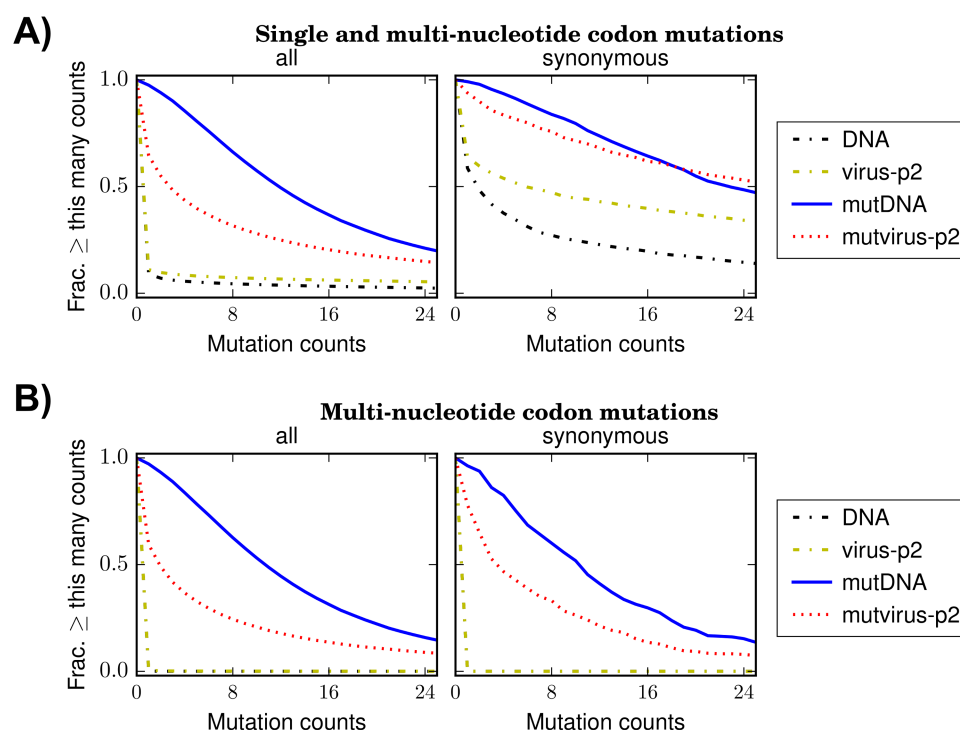 A)
Single and multi-nucleotide codon mutations
all
synonymous
Frac. ≥ this many counts
1.0
0.5
0.0
0 8 16 24
0 8 16 24
Mutation counts
Mutation counts
DNA
virus-p2
mutDNA
mutvirus-p2
B)
Multi-nucleotide codon mutations
all
synonymous
Frac. ≥ this many counts
1.0
0.5
0.0
0 8 16 24
0 8 16 24
Mutation counts
Mutation counts
DNA
virus-p2
mutDNA
mutvirus-p2